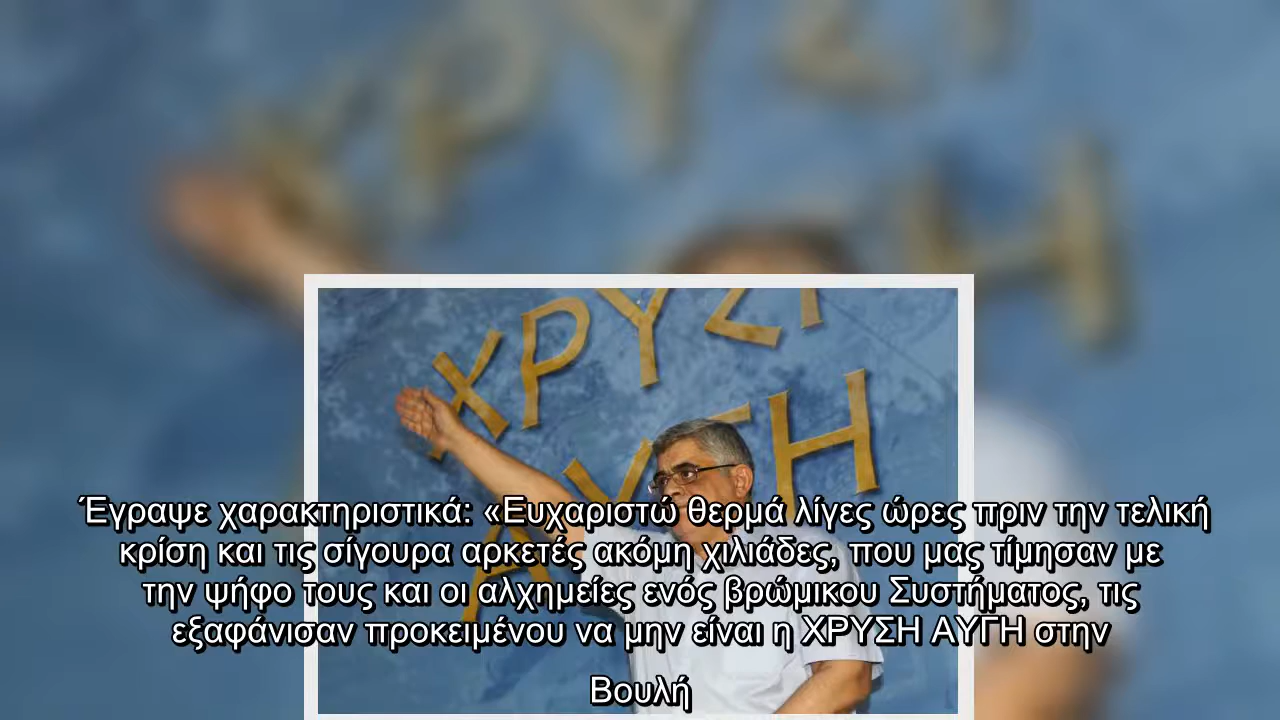 ΧΡΥΣΗ
ΑΥΓΗ
Έγραψε χαρακτηριστικά: «Ευχαριστώ θερμά λίγες ώρες πριν την τελική
κρίση και τις σίγουρα αρκετές ακόμη χιλιάδες, που μας τίμησαν με
την ψήφο τους και οι αλχημείες ενός βρώμικου Συστήματος, τις
εξαφάνισαν προκειμένου να μην είναι η ΧΡΥΣΗ ΑΥΓΗ στην
Βουλή